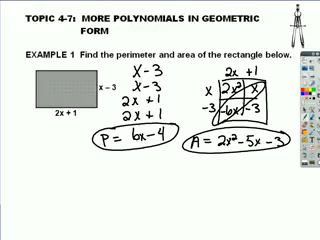 TOPIC 4-7: MORE POLYNOMIALS IN GEOMETRIC
FORM
EXAMPLE 1 Find the perimeter and area of the rectangle below.
x – 3
2x + 1
x - 3
x - 3
2x + 1
2x + 1
P = 6x - 4
2x + 1
x 2x² x
-3 -6x -3
A = 2x² - 5x - 3